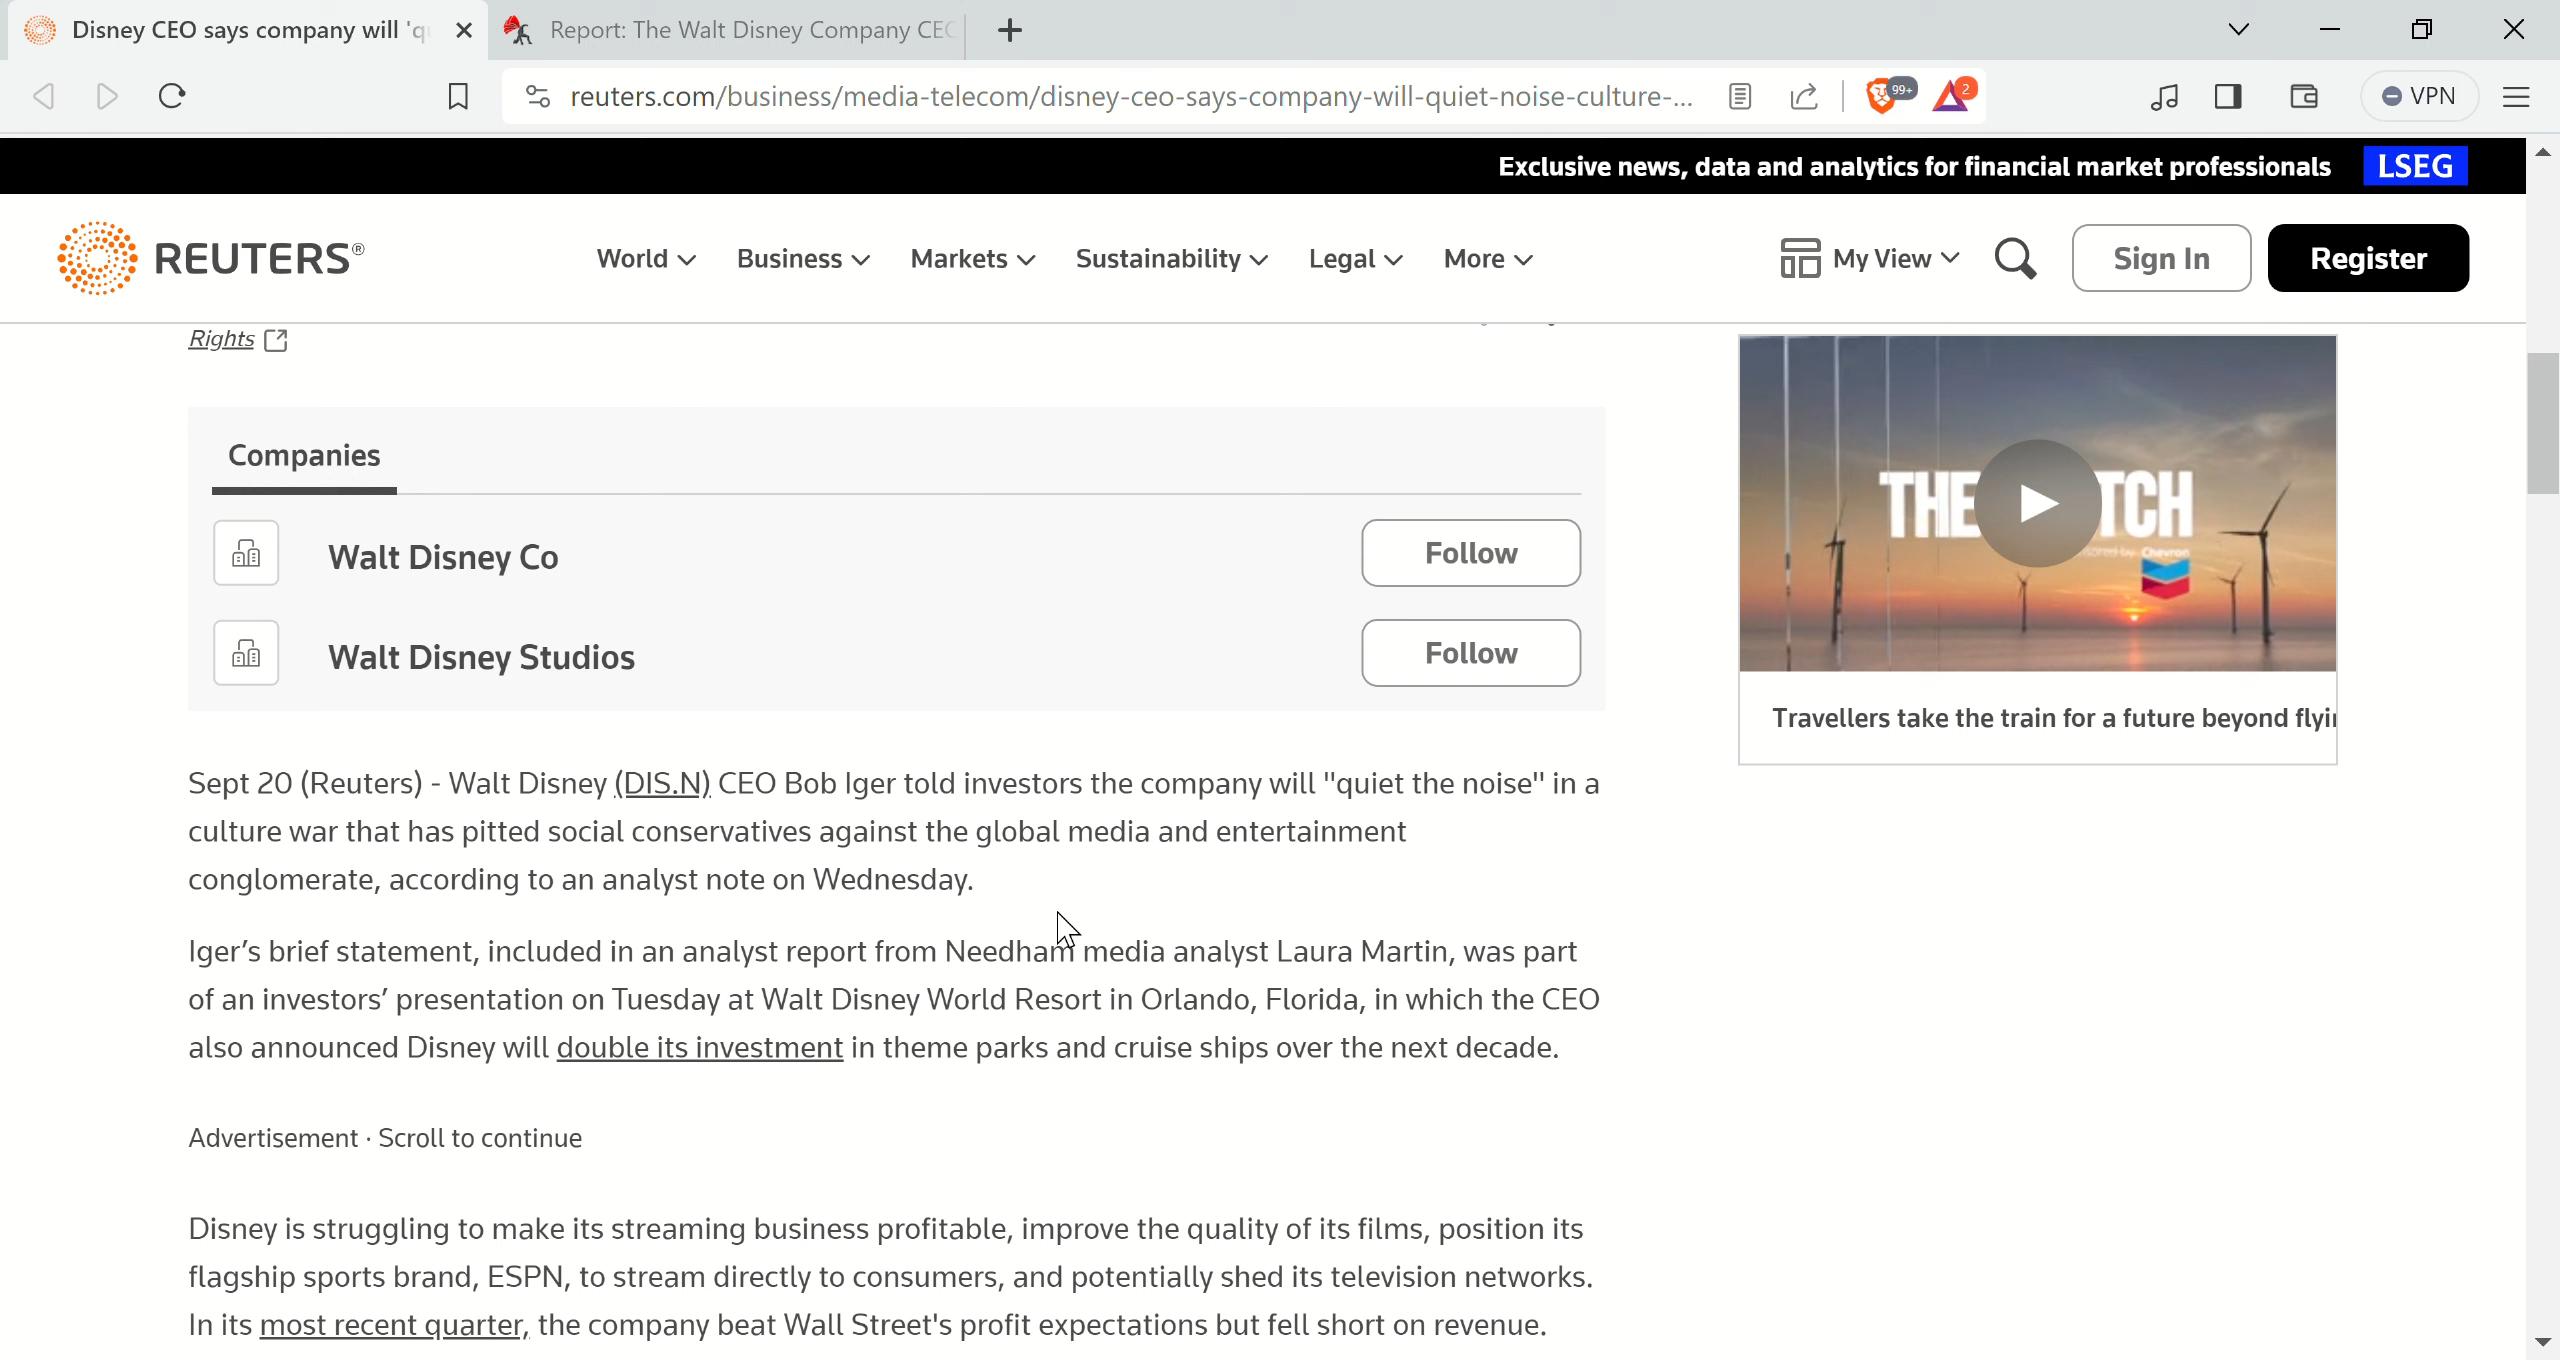 Disney CEO says company will 'qu
Report: The Walt Disney Company CEC
reuters.com/business/media-telecom/disney-ceo-says-company-will-quiet-noise-culture-...
99+
2
VPN
Exclusive news, data and analytics for financial market professionals LSEG
REUTERS®
World
Business
Markets
Sustainability
Legal
More
My View
Sign In
Register
Rights
Companies
Walt Disney Co
Follow
Walt Disney Studios
Follow
THE TCH
Chevron
Travellers take the train for a future beyond flyi
Sept 20 (Reuters) - Walt Disney (DIS.N) CEO Bob Iger told investors the company will "quiet the noise" in a
culture war that has pitted social conservatives against the global media and entertainment
conglomerate, according to an analyst note on Wednesday.
Iger’s brief statement, included in an analyst report from Needham media analyst Laura Martin, was part
of an investors’ presentation on Tuesday at Walt Disney World Resort in Orlando, Florida, in which the CEO
also announced Disney will double its investment in theme parks and cruise ships over the next decade.
Advertisement · Scroll to continue
Disney is struggling to make its streaming business profitable, improve the quality of its films, position its
flagship sports brand, ESPN, to stream directly to consumers, and potentially shed its television networks.
In its most recent quarter, the company beat Wall Street's profit expectations but fell short on revenue.